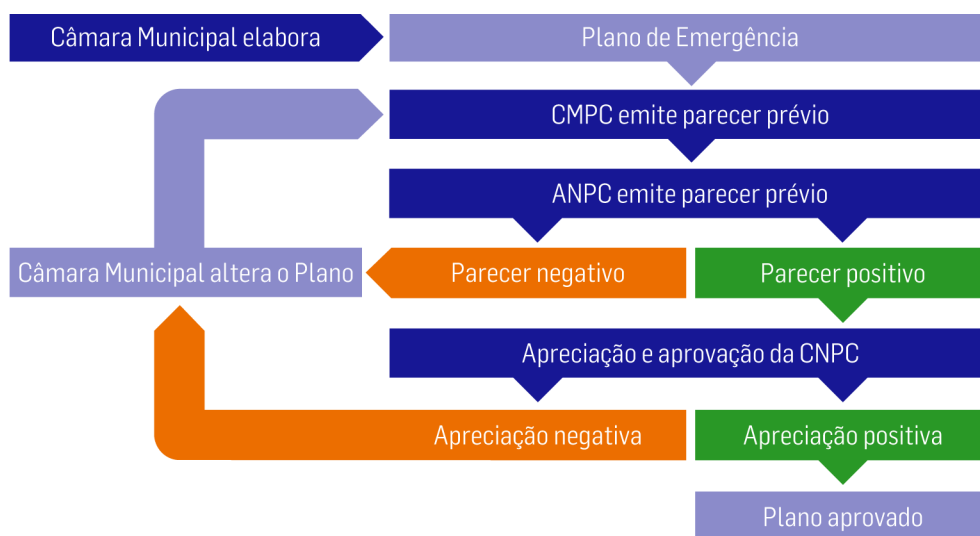 Câmara Municipal elabora
Plano de Emergência
CMPC emite parecer prévio
ANPC emite parecer prévio
Câmara Municipal altera o Plano
Parecer negativo
Parecer positivo
Apreciação e aprovação da CNPC
Apreciação negativa
Apreciação positiva
Plano aprovado